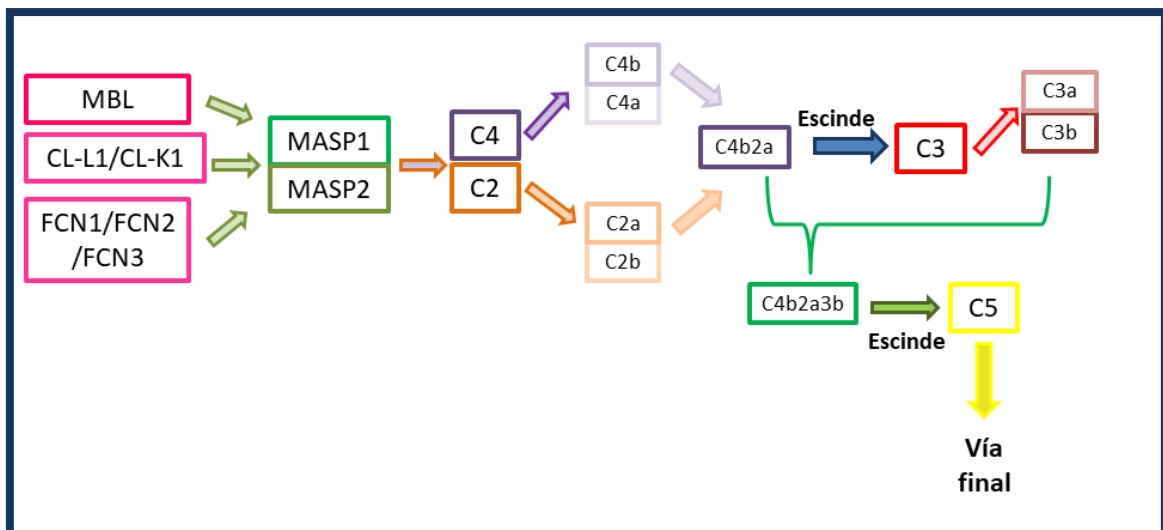 MBL
CL-L1/CL-K1
FCN1/FCN2
/FCN3
MASP1
MASP2
C4
C2
C4b
C4a
C2a
C2b
C4b2a
Escinde
C3
C3a
C3b
C4b2a3b
Escinde
C5
Vía
final